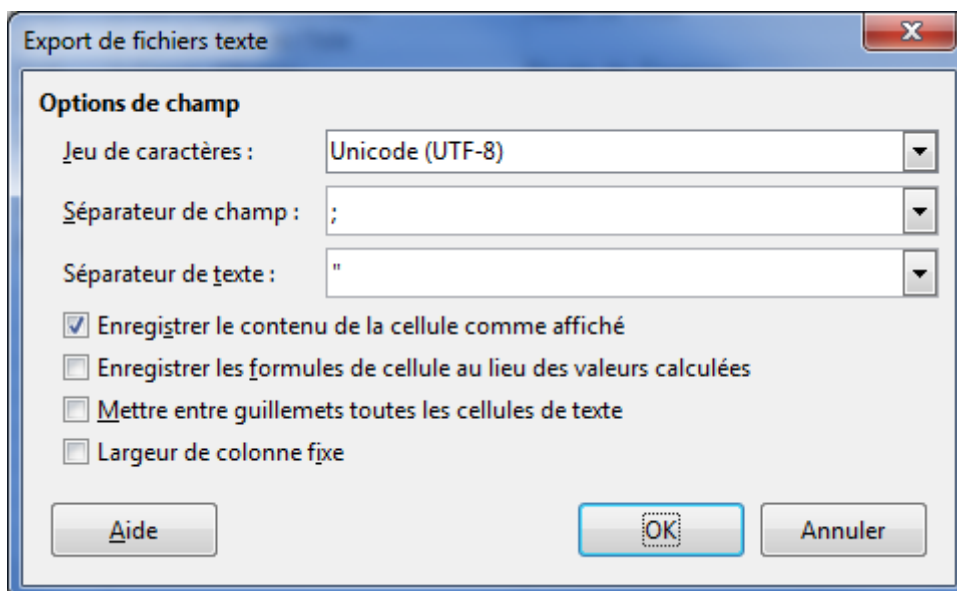 Export de fichiers texte
Options de champ
Jeu de caractères :
Unicode (UTF-8)
Séparateur de champ :
;
Séparateur de texte :
"
Enregistrer le contenu de la cellule comme affiché
Enregistrer les formules de cellule au lieu des valeurs calculées
Mettre entre guillemets toutes les cellules de texte
Largeur de colonne fixe
Aide
OK
Annuler